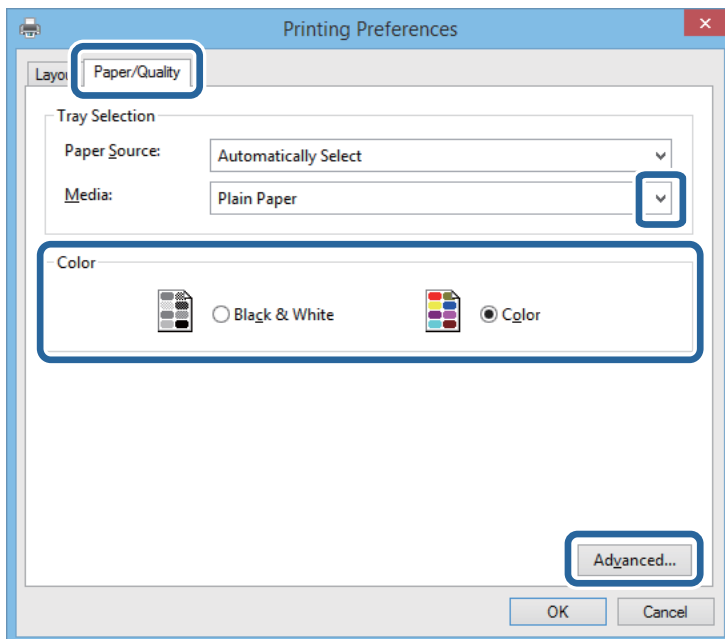 Printing Preferences
Layou Paper/Quality
Tray Selection
Paper Source: Automatically Select
Media: Plain Paper
Color
Black & White Color
Advanced...
OK Cancel